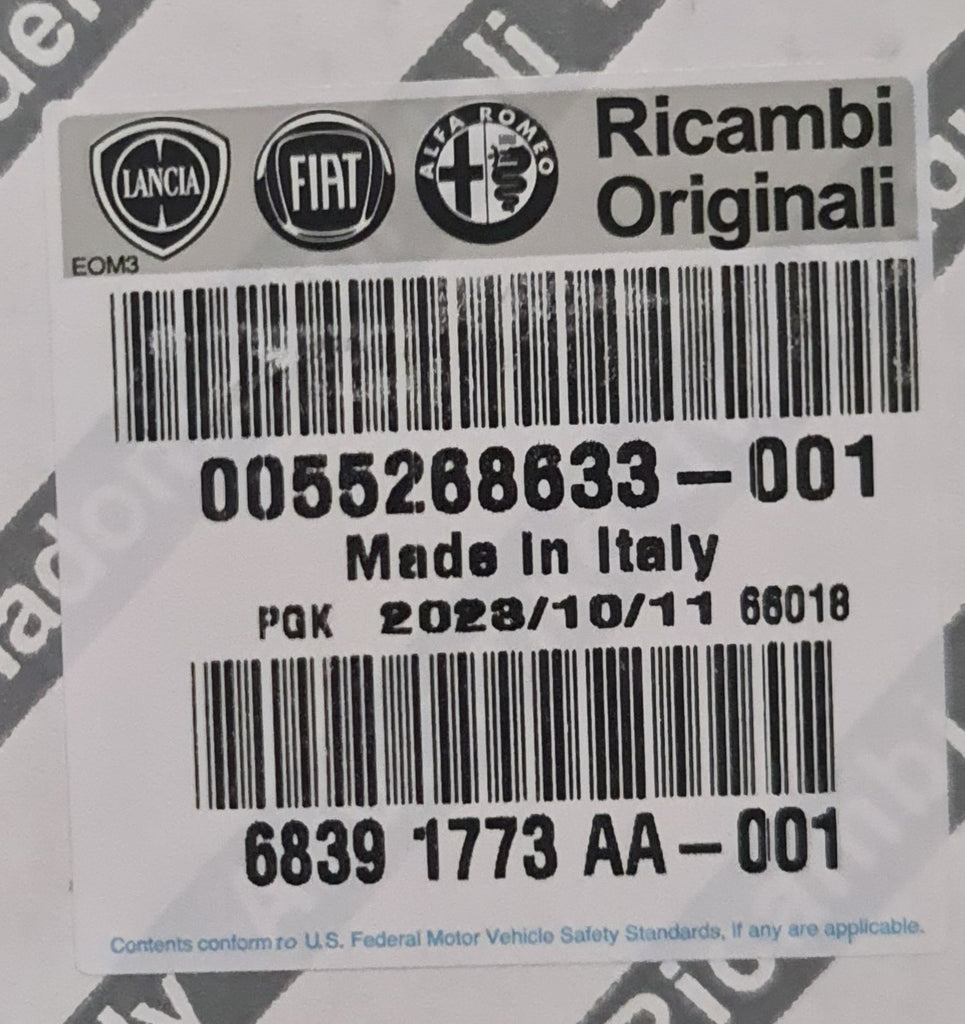 LANCIA
FIAT
ALFA ROMEO
Ricambi
Originali
EOM3
0055268633-001
Made In Italy
PGK 2023/10/11 66018
6839 1773 AA-001
Contents conform to U.S. Federal Motor Vehicle Safety Standards, if any are applicable.